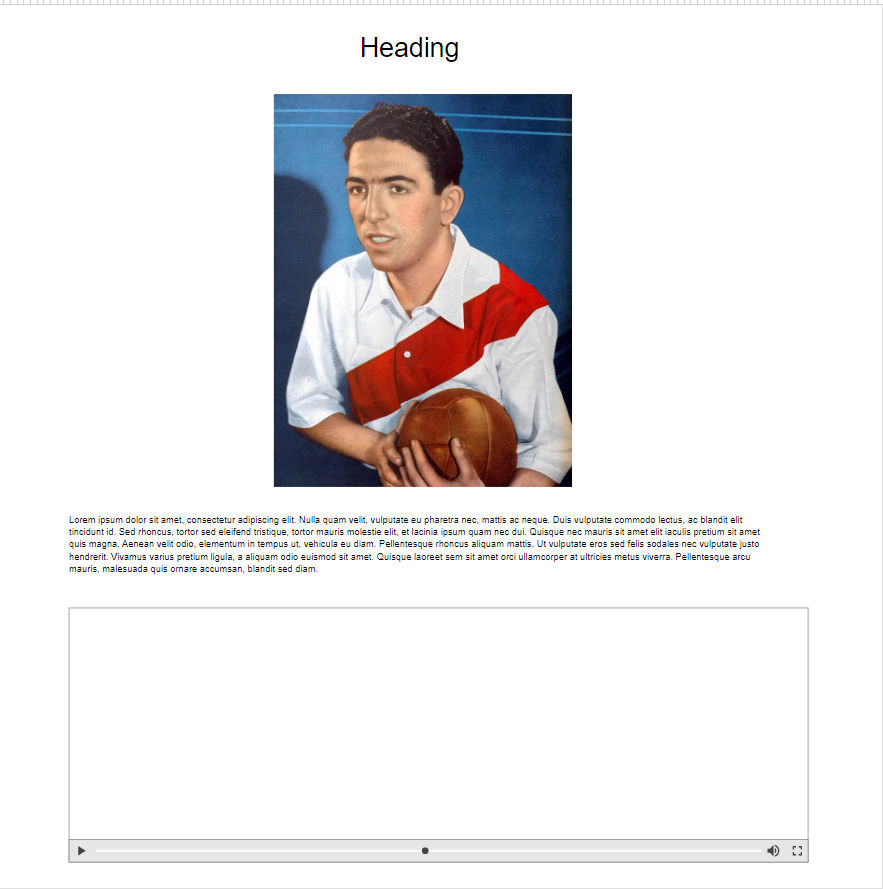 Heading
Lorem ipsum dolor sit amet, consectetur adipiscing elit. Nulla quam velit, vulputate eu pharetra nec, mattis ac neque. Duis vulputate commodo lectus, ac blandit elit
tincidunt id. Sed rhoncus, tortor sed eleifend tristique, tortor mauris molestie elit, et lacinia ipsum quam nec dui. Quisque nec mauris sit amet elit iaculis pretium sit amet
quis magna. Aenean velit odio, elementum in tempus ut, vehicula eu diam. Pellentesque rhoncus aliquam mattis. Ut vulputate eros sed felis sodales nec vulputate justo
hendrerit. Vivamus varius pretium ligula, a aliquam odio euismod sit amet. Quisque laoreet sem sit amet orci ullamcorper at ultricies metus viverra. Pellentesque arcu
mauris, malesuada quis ornare accumsan, blandit sed diam.